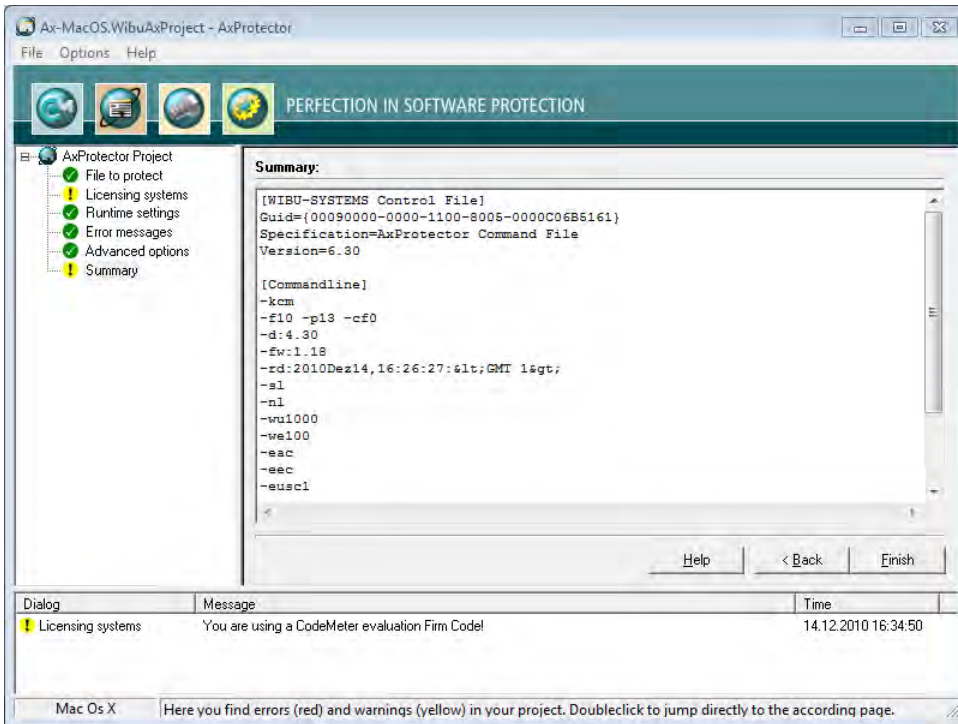 Ax-MacOS.WibuAxProject - AxProtector
File Options Help
PERFECTION IN SOFTWARE PROTECTION
AxProtector Project
File to protect
Licensing systems
Runtime settings
Error messages
Advanced options
Summary
Summary:
[WIBU-SYSTEMS Control File]
Guid={00090000-0000-1100-8005-0000C06B5161}
Specification=AxProtector Command File
Version=6.30
[Commandline]
-kcm
-f10 -p13 -cf0
-d:4.30
-fw:1.18
-rd:2010Dez14,16:26:27:&lt;GMT 1&gt;
-sl
-nl
-wu1000
-we100
-eac
-eec
-eusc1
Help
< Back
Finish
Dialog Message Time
Licensing systems You are using a CodeMeter evaluation Firm Code! 14.12.2010 16:34:50
Mac Os X Here you find errors (red) and warnings (yellow) in your project. Doubleclick to jump directly to the according page.